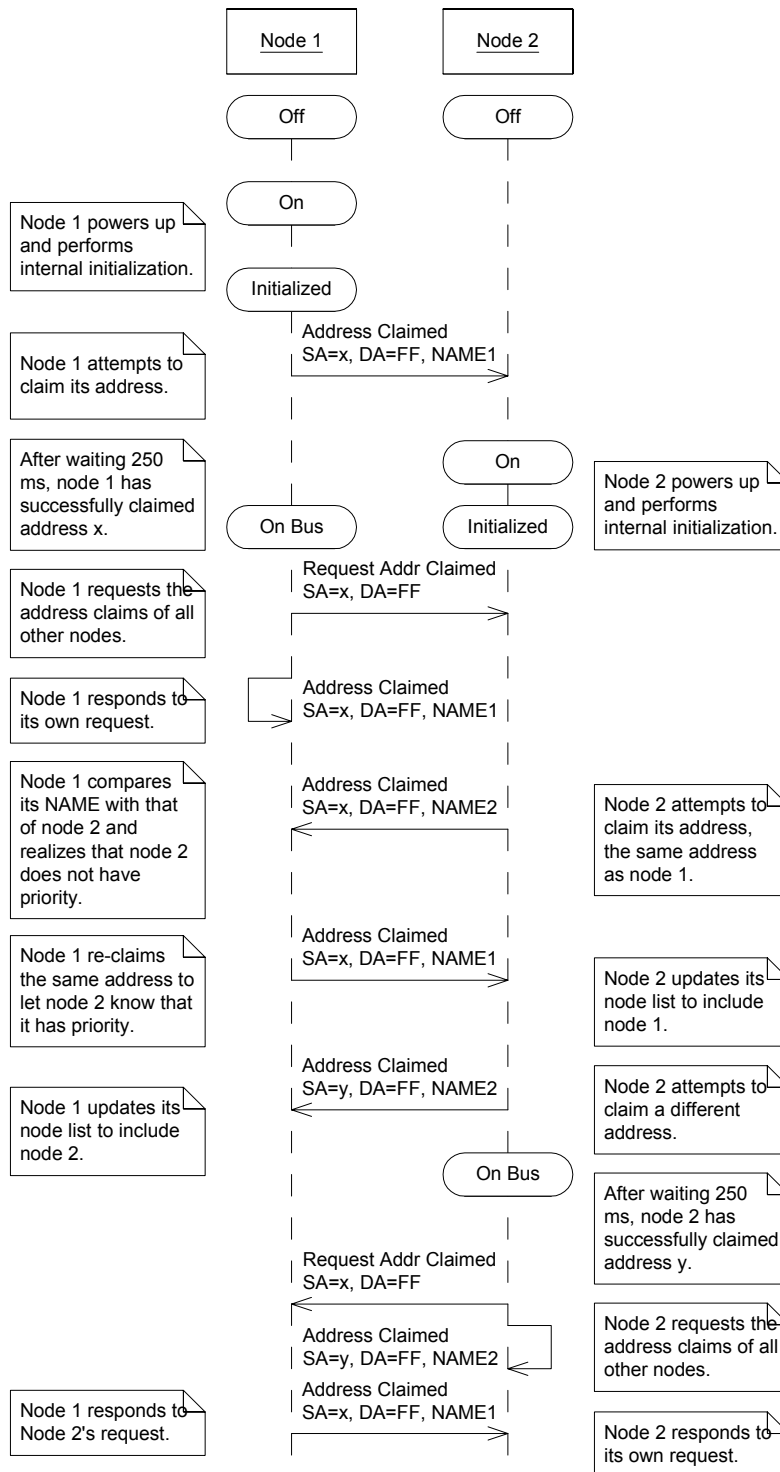 Node 1
Node 2
Off
Off
Node 1 powers up
and performs
internal initialization.
On
Initialized
Node 1 attempts to
claim its address.
Address Claimed
SA=x, DA=FF, NAME1
After waiting 250
ms, node 1 has
successfully claimed
address x.
On
Node 2 powers up
and performs
internal initialization.
On Bus
Initialized
Node 1 requests the
address claims of all
other nodes.
Request Addr Claimed
SA=x, DA=FF
Node 1 responds to
its own request.
Address Claimed
SA=x, DA=FF, NAME1
Node 1 compares
its NAME with that
of node 2 and
realizes that node 2
does not have
priority.
Address Claimed
SA=x, DA=FF, NAME2
Node 2 attempts to
claim its address,
the same address
as node 1.
Node 1 re-claims
the same address to
let node 2 know that
it has priority.
Address Claimed
SA=x, DA=FF, NAME1
Node 2 updates its
node list to include
node 1.
Node 1 updates its
node list to include
node 2.
Address Claimed
SA=y, DA=FF, NAME2
Node 2 attempts to
claim a different
address.
On Bus
After waiting 250
ms, node 2 has
successfully claimed
address y.
Request Addr Claimed
SA=x, DA=FF
Node 2 requests the
address claims of all
other nodes.
Address Claimed
SA=y, DA=FF, NAME2
Node 1 responds to
Node 2's request.
Address Claimed
SA=x, DA=FF, NAME1
Node 2 responds to
its own request.